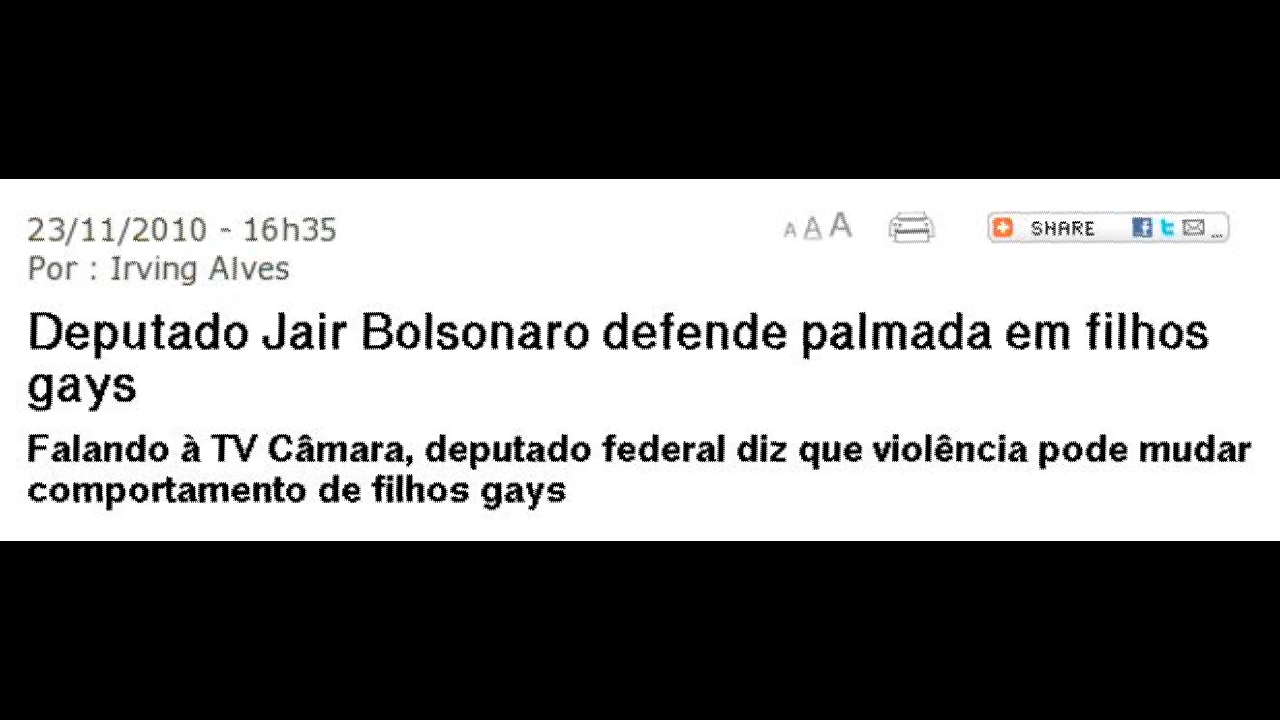 23/11/2010 - 16h35
A A A
SHARE
Por : Irving Alves
Deputado Jair Bolsonaro defende palmada em filhos
gays
Falando à TV Câmara, deputado federal diz que violência pode mudar
comportamento de filhos gays